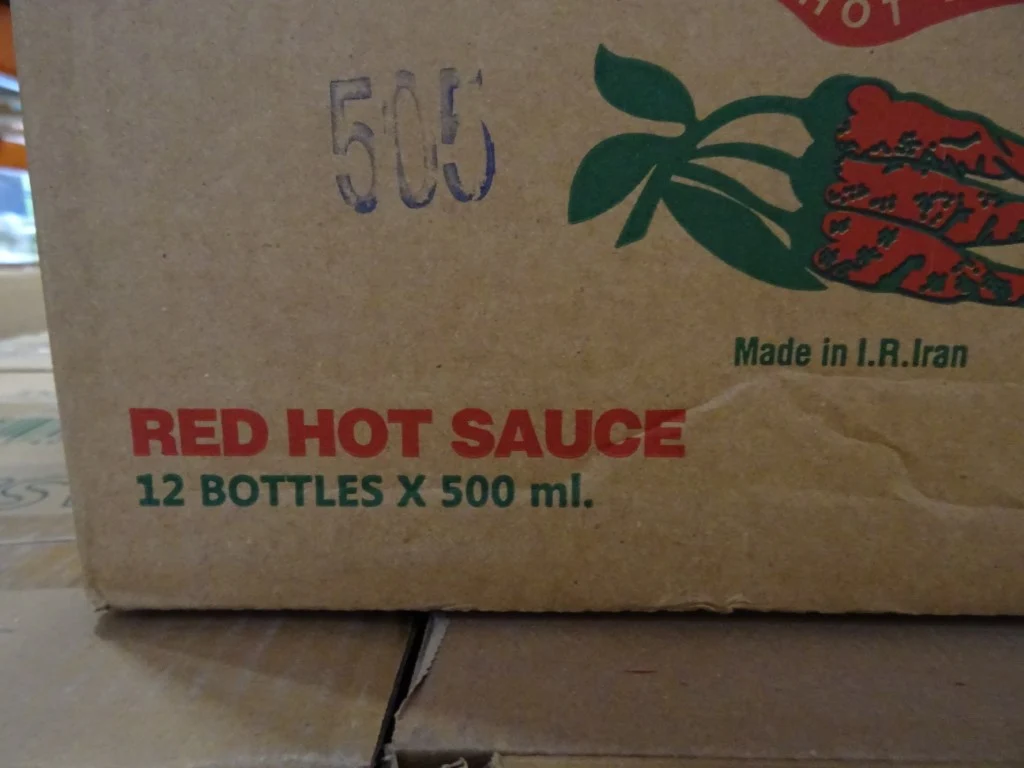 HOT
505
Made in I.R.Iran
RED HOT SAUCE
12 BOTTLES X 500 ml.